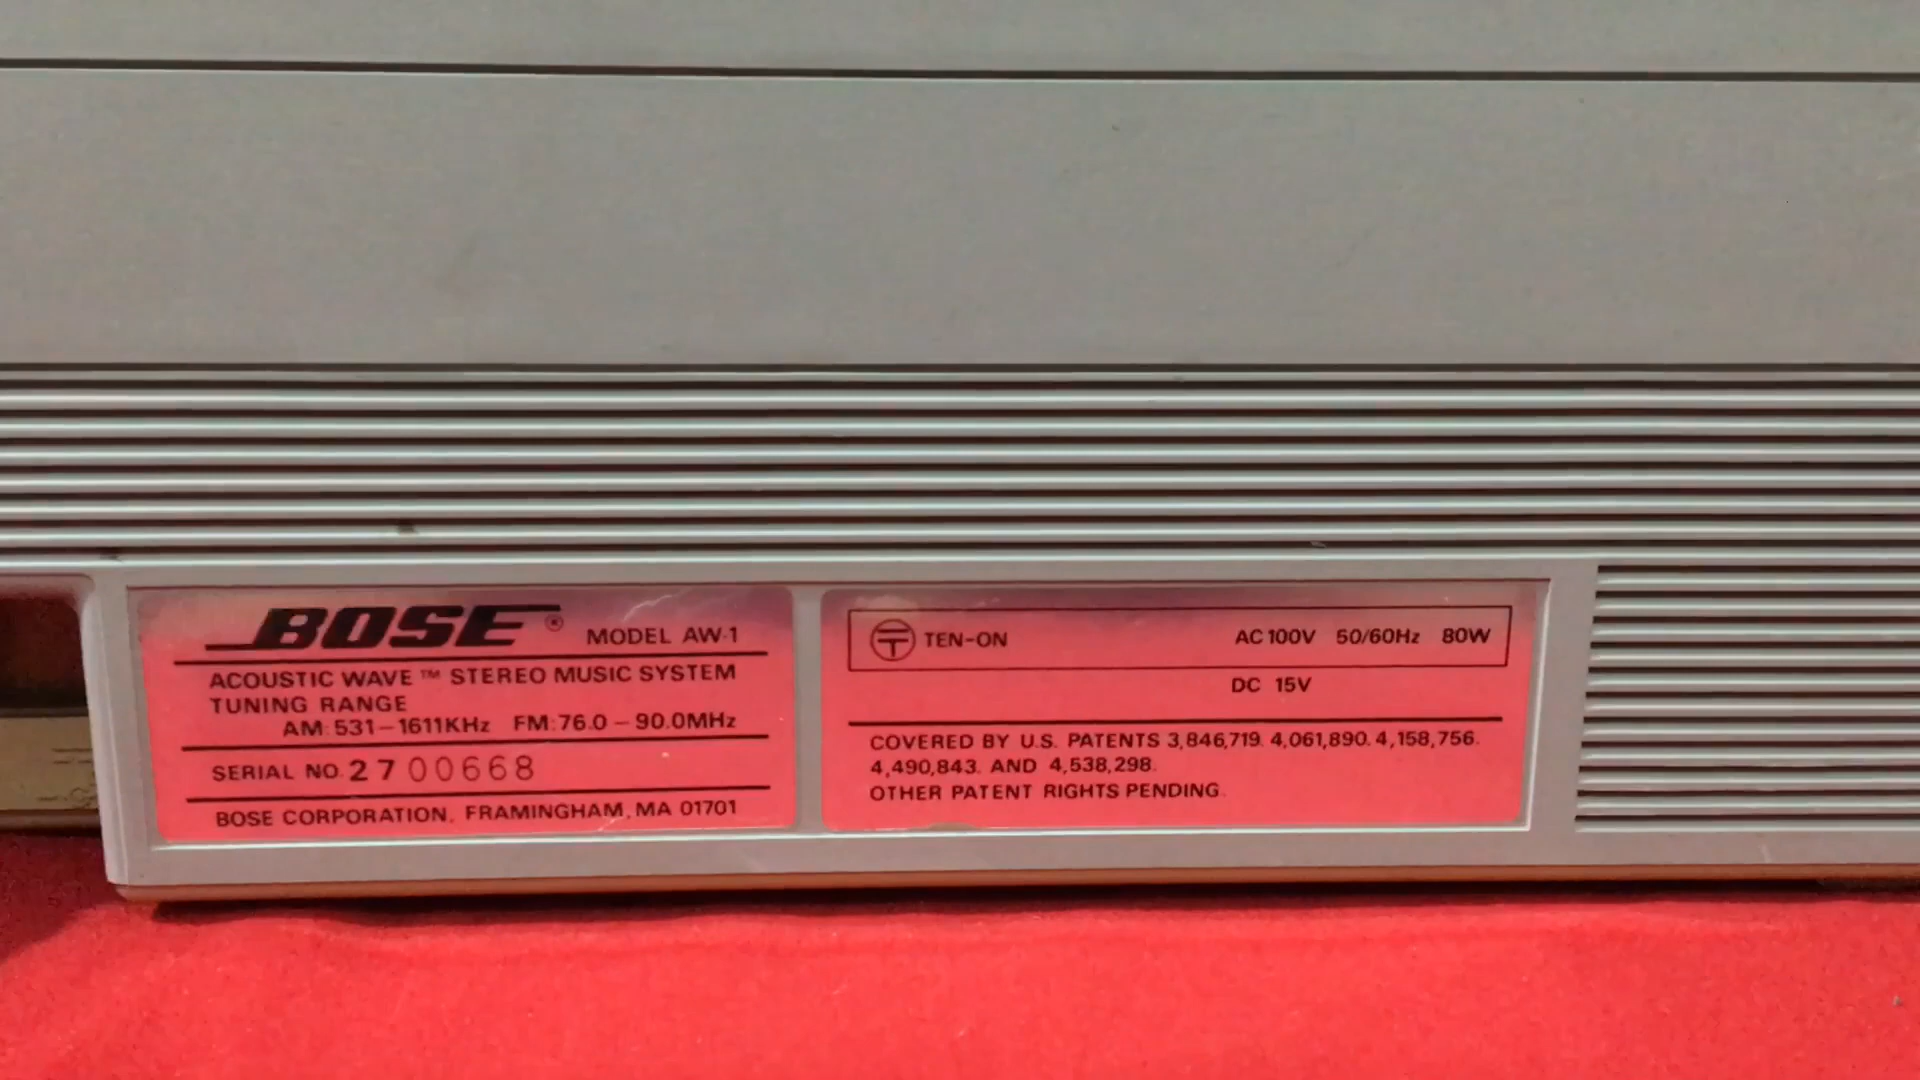 BOSE® MODEL AW-1
ACOUSTIC WAVE™ STEREO MUSIC SYSTEM
TUNING RANGE
AM: 531-1611KHz FM: 76.0-90.0MHz
SERIAL NO. 2700668
BOSE CORPORATION, FRAMINGHAM, MA 01701
TEN-ON AC 100V 50/60Hz 80W
DC 15V
COVERED BY U.S. PATENTS 3,846,719. 4,061,890. 4,158,756.
4,490,843. AND 4,538,298.
OTHER PATENT RIGHTS PENDING.